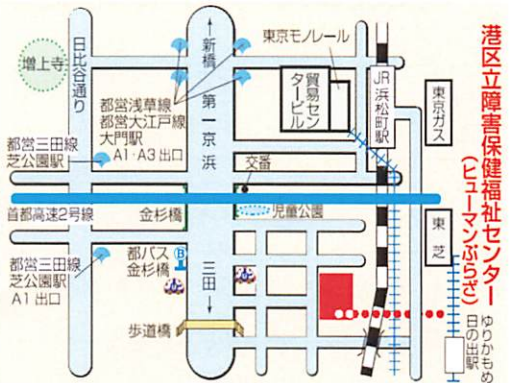 港区立障害保健福祉センター
(ヒューマンぷらざ)
増上寺
日比谷通り
新橋
第一京浜
三田
東京モノレール
貿易セン
タービル
JR浜松町駅
東京ガス
都営浅草線
都営大江戸線
大門駅
A1・A3出口
都営三田線
芝公園駅
交番
首都高速2号線
金杉橋
児童公園
東芝
都営三田線
芝公園駅
A1出口
都バス
金杉橋
B
歩道橋
ゆりかもめ
日の出駅